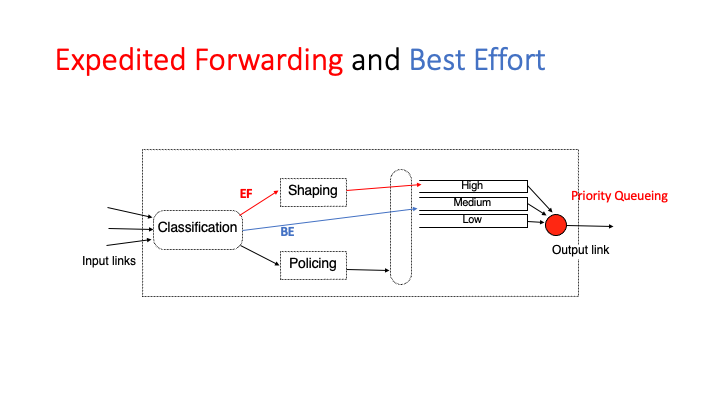 Expedited Forwarding and Best Effort
EF
Shaping
High
Medium
Low
Priority Queueing
Classification
BE
Input links
Policing
Output link